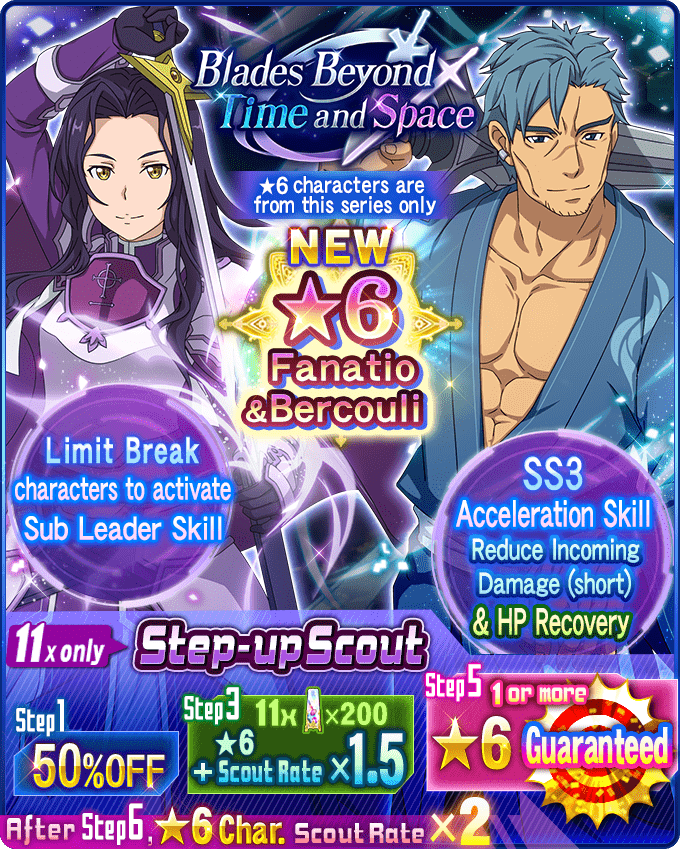 Blades Beyond
Time and Space
★6 characters are
from this series only
NEW
★6
Fanatio
&Bercouli
Limit Break
characters to activate
Sub Leader Skill
SS3
Acceleration Skill
Reduce Incoming
Damage (short)
& HP Recovery
11x only
Step-up Scout
Step1
50%OFF
Step3
11x ×200
★6
+ Scout Rate ×1.5
Step5
1 or more
★6 Guaranteed
After Step6, ★6 Char. Scout Rate ×2